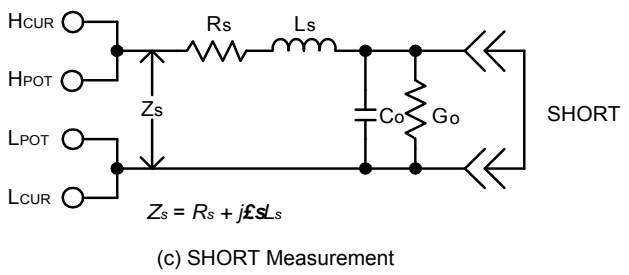 HCUR
Rs Ls
HPOT
Zs
Co Go
SHORT
LPOT
LCUR
Zs = Rs + j£sLs
(c) SHORT Measurement